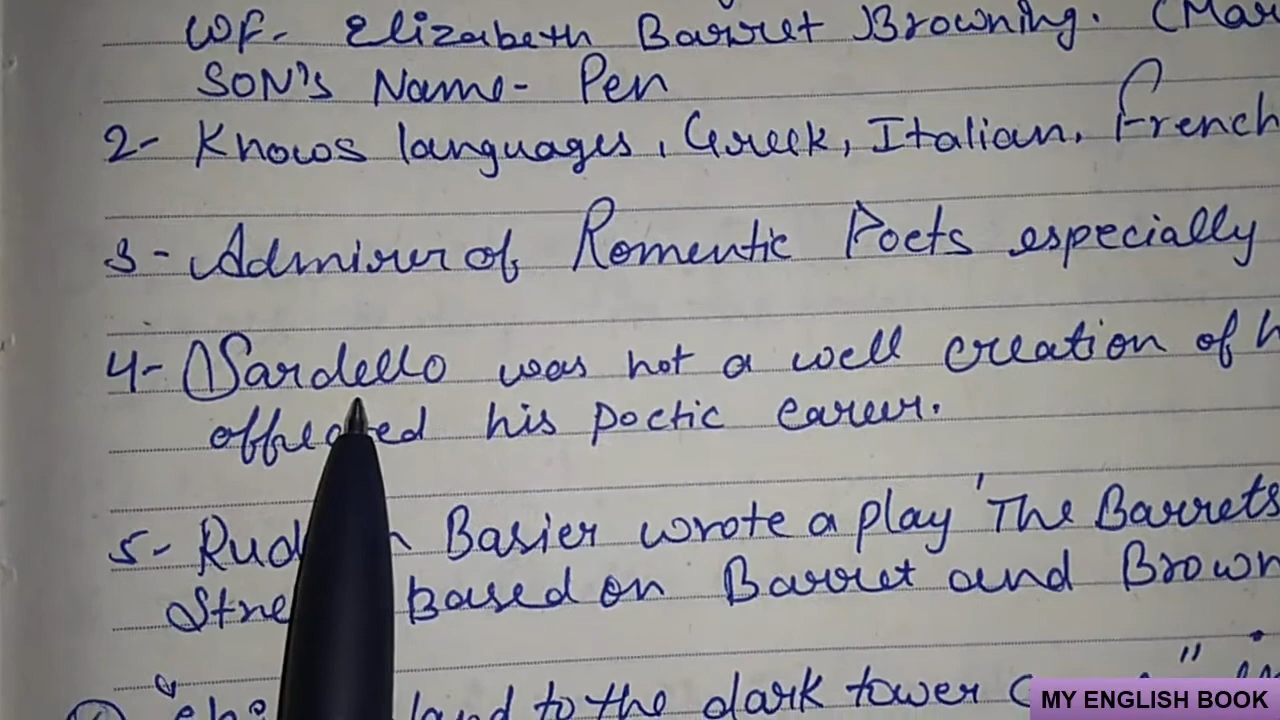 Wf- Elizabeth Barret Browning. (Mar
SON's Name- Pen
2- Knows languages, Greek, Italian, French
3- Admirer of Romentic Poets especially
4- Sardello was not a well creation of h
his poetic career.
5- Basier wrote a play 'The Barrets
Based on Barret and Brown
to the dark tower
MY ENGLISH BOOK